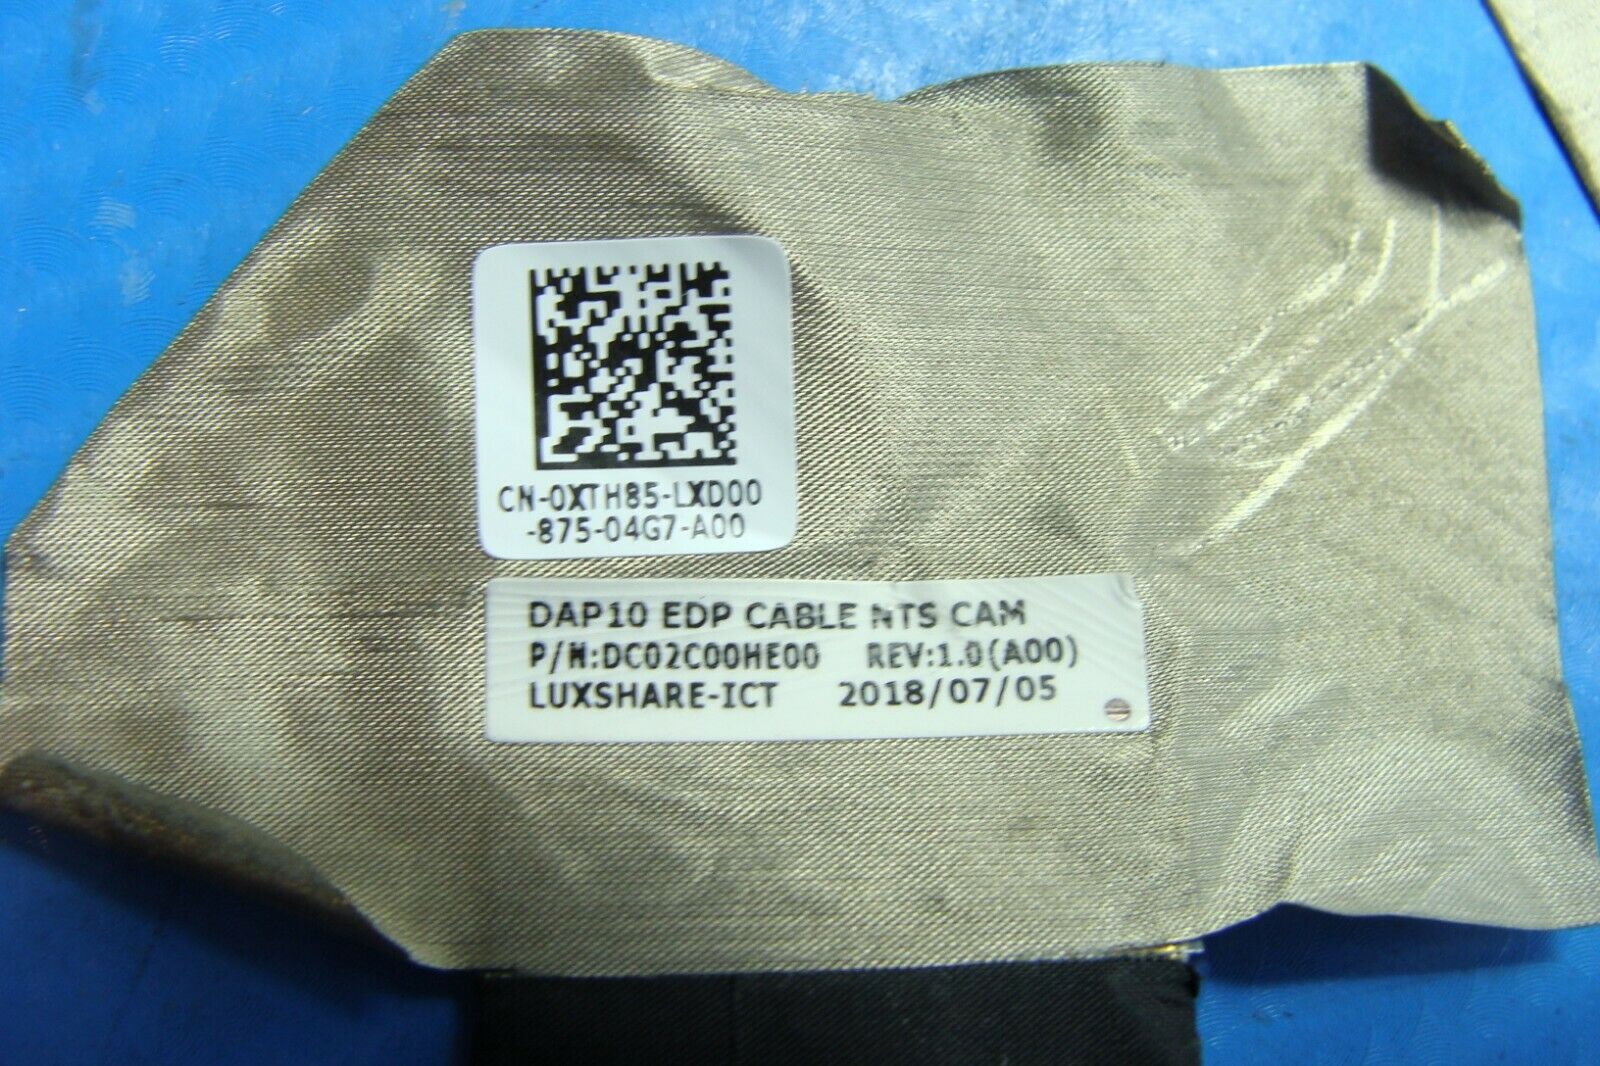 CN-0XTH85-LXD00
-875-04G7-A00
DAP10 EDP CABLE NTS CAM
P/N:DC02C00HE00 REV:1.0(A00)
LUXSHARE-ICT 2018/07/05